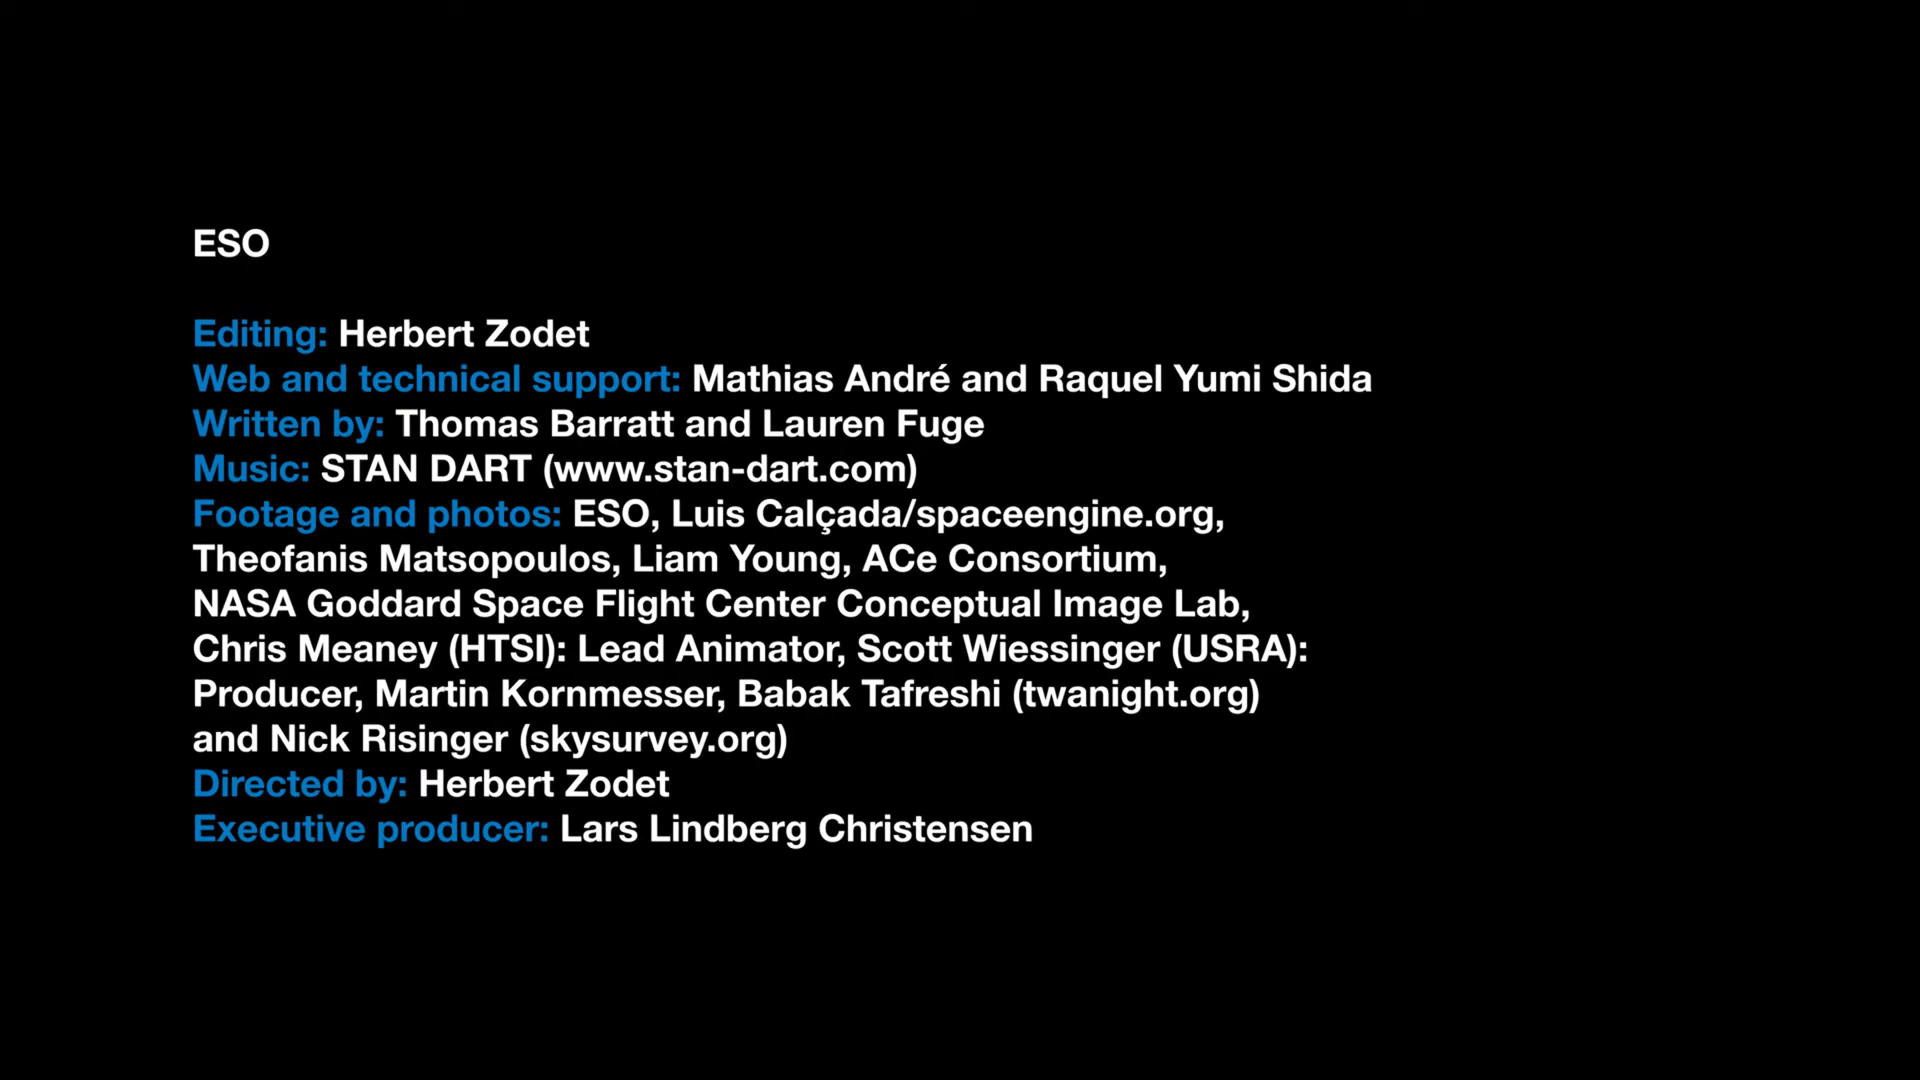 ESO
Editing: Herbert Zodet
Web and technical support: Mathias André and Raquel Yumi Shida
Written by: Thomas Barratt and Lauren Fuge
Music: STAN DART (www.stan-dart.com)
Footage and photos: ESO, Luis Calçada/spaceengine.org,
Theofanis Matsopoulos, Liam Young, ACe Consortium,
NASA Goddard Space Flight Center Conceptual Image Lab,
Chris Meaney (HTSI): Lead Animator, Scott Wiessinger (USRA):
Producer, Martin Kornmesser, Babak Tafreshi (twanight.org)
and Nick Risinger (skysurvey.org)
Directed by: Herbert Zodet
Executive producer: Lars Lindberg Christensen